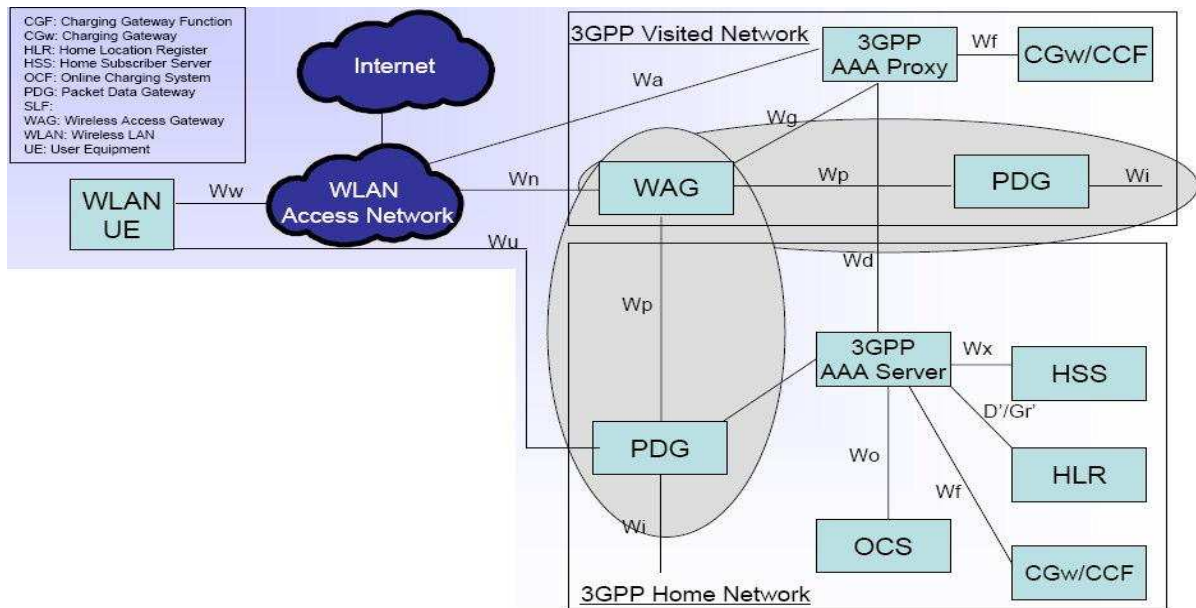 CGF: Charging Gateway Function
CGw: Charging Gateway
HLR: Home Location Register
HSS: Home Subscriber Server
OCF: Online Charging System
PDG: Packet Data Gateway
SLF:
WAG: Wireless Access Gateway
WLAN: Wireless LAN
UE: User Equipment
Internet
3GPP Visited Network
3GPP
AAA Proxy
Wf
CGw/CCF
Wa
Wg
WLAN
UE
Ww
WLAN
Access Network
Wn
WAG
Wp
PDG
Wi
Wu
Wd
Wp
3GPP
AAA Server
Wx
HSS
D'/Gr'
PDG
Wo
HLR
Wf
Wi
OCS
CGw/CCF
3GPP Home Network